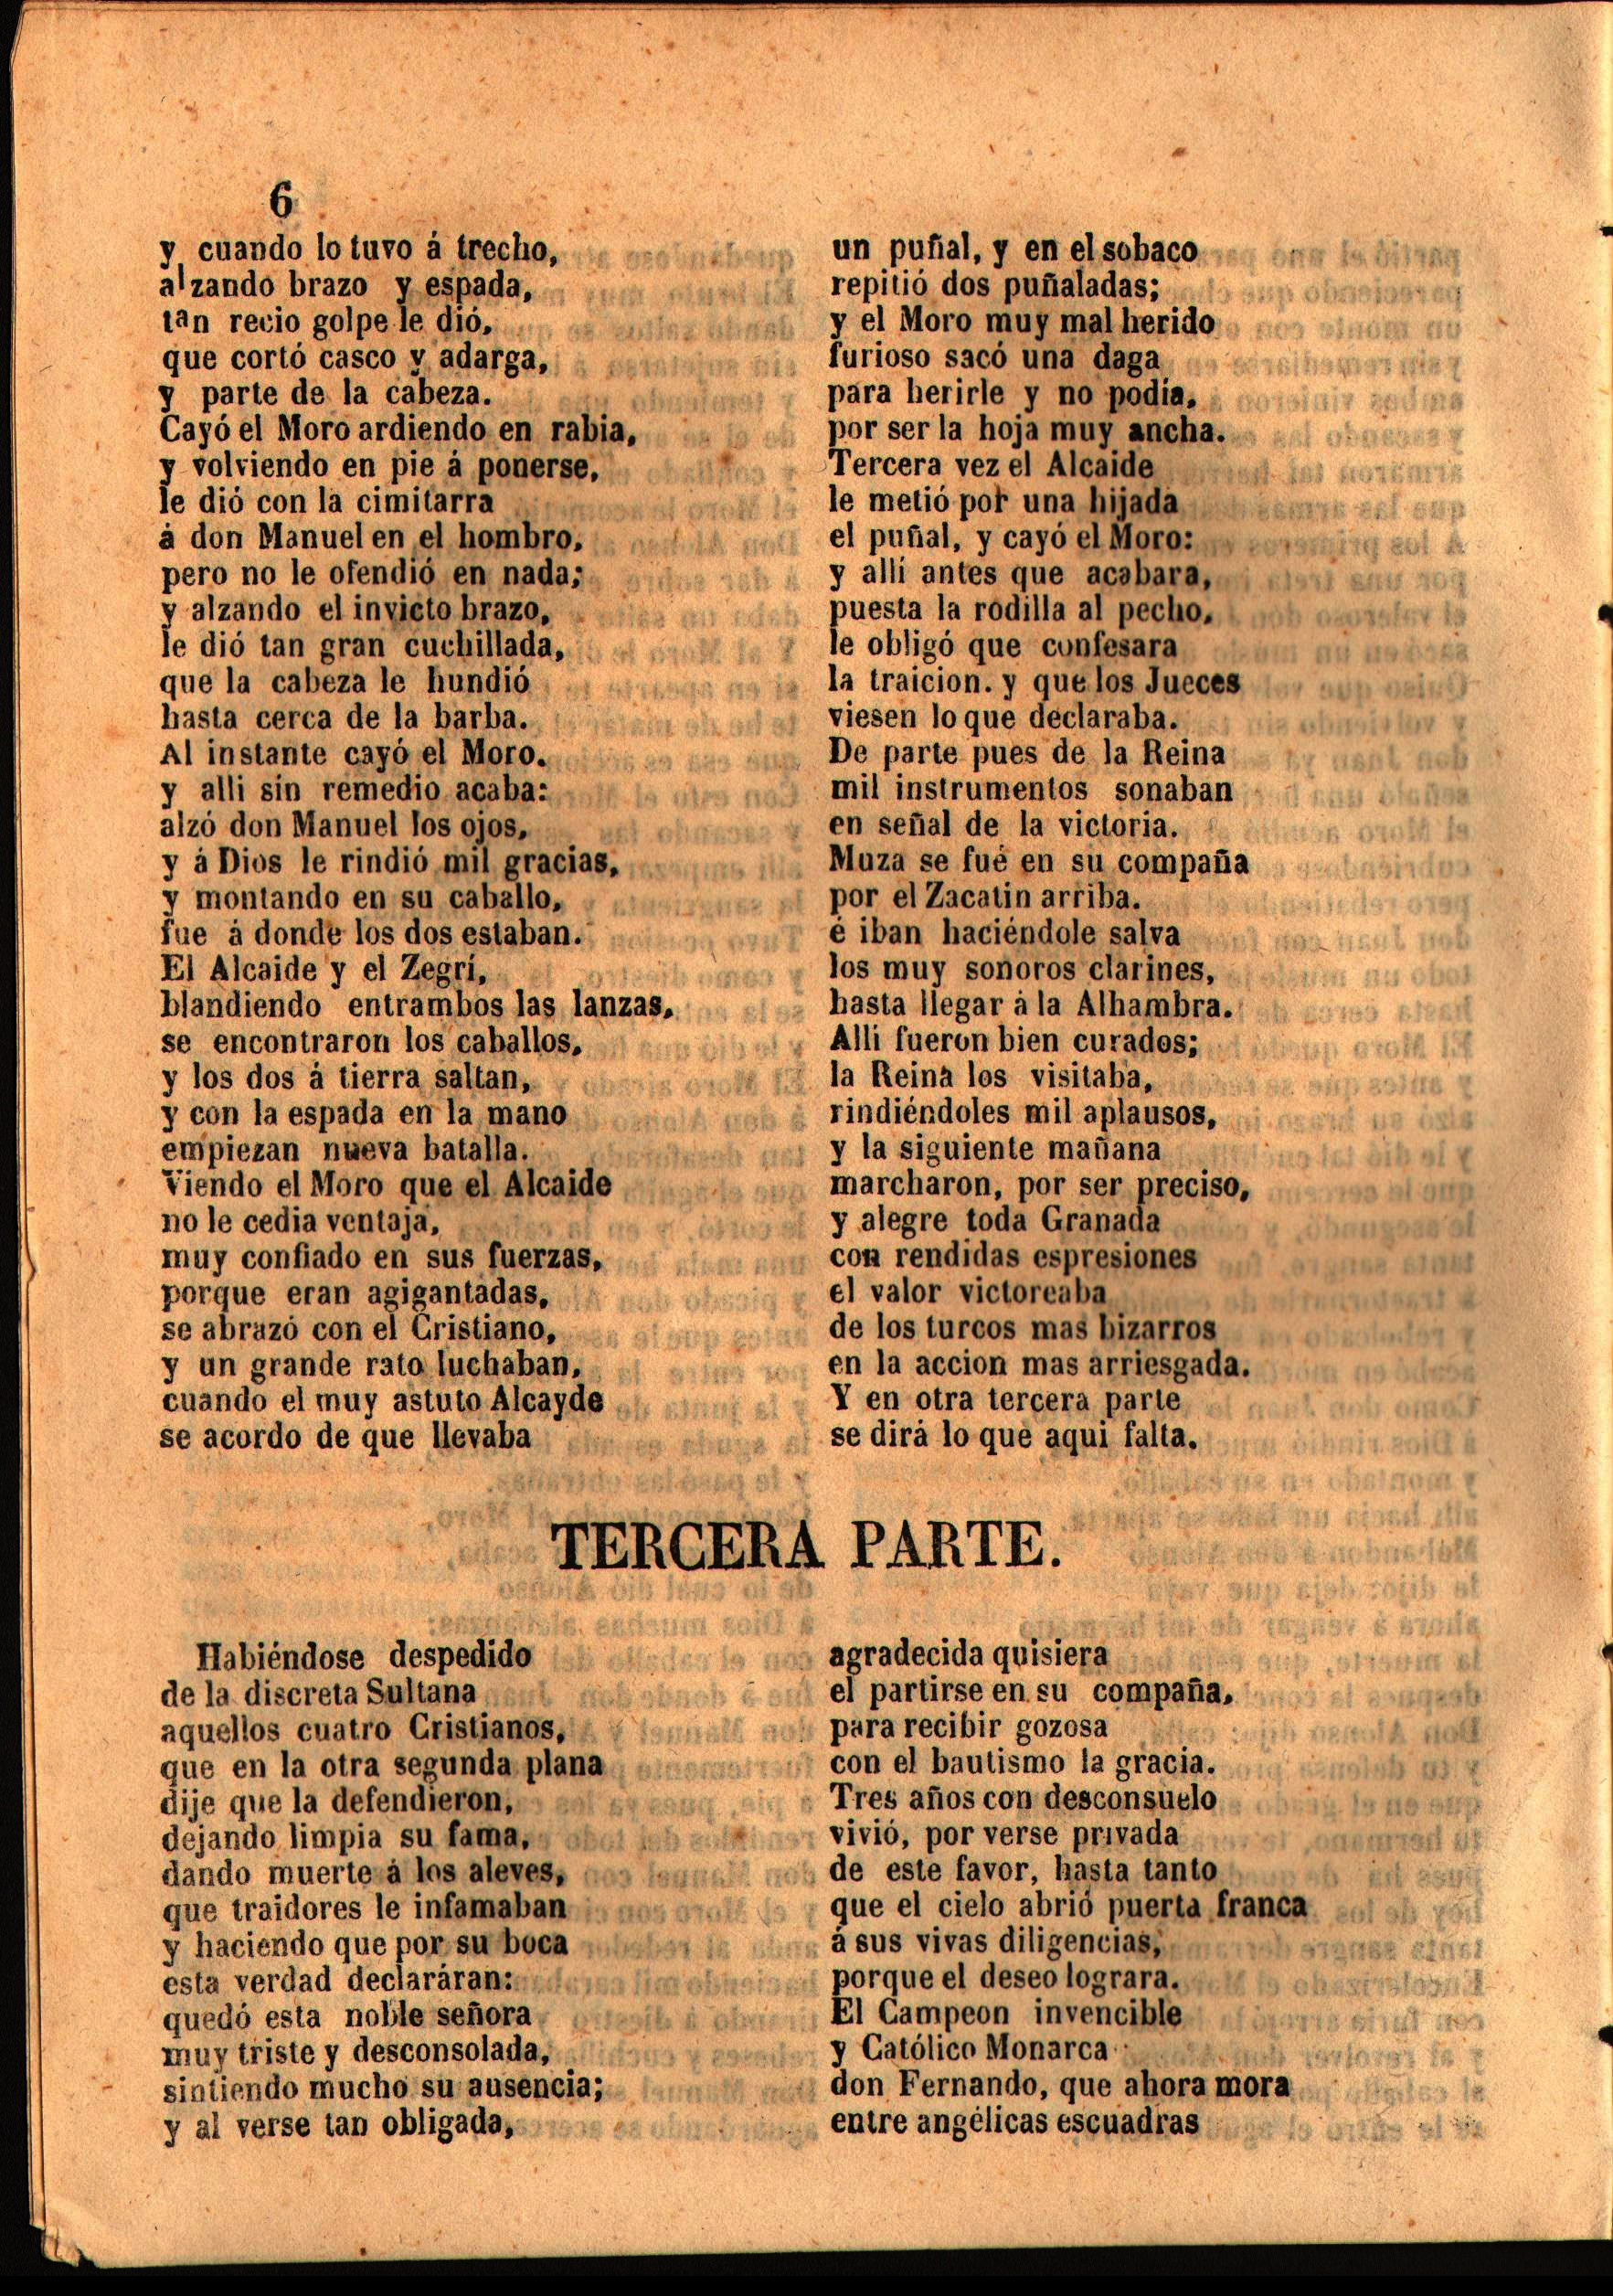 6
y cuando lo tuvo á trecho,
alzando brazo y espada,
tan recio golpe le dió,
que cortó casco y adarga,
y parte de la cabeza.
Cayó el Moro ardiendo en rabia,
y volviendo en pie á ponerse,
le dió con la cimitarra
á don Manuel en el hombro,
pero no le ofendió en nada;
y alzando el invicto brazo,
le dió tan gran cuchillada,
que la cabeza le hundió
hasta cerca de la barba.
Al instante cayó el Moro.
y alli sin remedio acaba:
alzó don Manuel los ojos,
y á Dios le rindió mil gracias,
y montando en su caballo,
fue á donde los dos estaban.
El Alcaide y el Zegrí,
blandiendo entrambos las lanzas,
se encontraron los caballos,
y los dos á tierra saltan,
y con la espada en la mano
empiezan nueva batalla.
Viendo el Moro que el Alcaide
no le cedia ventaja,
muy confiado en sus fuerzas,
porque eran agigantadas,
se abrazó con el Cristiano,
y un grande rato luchaban,
cuando el muy astuto Alcayde
se acordo de que llevaba
un puñal, y en el sobaco
repitió dos puñaladas;
y el Moro muy mal herido
furioso sacó una daga
para herirle y no podia,
por ser la hoja muy ancha.
Tercera vez el Alcaide
le metió por una hijada
el puñal, y cayó el Moro:
y alli antes que acabara,
puesta la rodilla al pecho,
le obligó que confesara
la traicion. y que los Jueces
viesen lo que declaraba.
De parte pues de la Reina
mil instrumentos sonaban
en señal de la victoria.
Muza se fué en su compaña
por el Zacatin arriba.
é iban haciéndole salva
los muy sonoros clarines,
hasta llegar á la Alhambra.
Alli fueron bien curados;
la Reina los visitaba,
rindiéndoles mil aplausos,
y la siguiente mañana
marcharon, por ser preciso,
y alegre toda Granada
con rendidas espresiones
el valor victoreaba
de los turcos mas bizarros
en la accion mas arriesgada.
Y en otra tercera parte
se dirá lo que aqui falta.
TERCERA PARTE.
Habiéndose despedido
de la discreta Sultana
aquellos cuatro Cristianos,
que en la otra segunda plana
dije que la defendieron,
dejando limpia su fama,
dando muerte á los aleves,
que traidores le infamaban
y haciendo que por su boca
esta verdad declaráran:
quedó esta noble señora
muy triste y desconsolada,
sintiendo mucho su ausencia;
y al verse tan obligada,
agradecida quisiera
el partirse en su compaña,
para recibir gozosa
con el bautismo la gracia.
Tres años con desconsuelo
vivió, por verse privada
de este favor, hasta tanto
que el cielo abrió puerta franca
á sus vivas diligencias,
porque el deseo lograra.
El Campeon invencible
y Católico Monarca
don Fernando, que ahora mora
entre angélicas escuadras